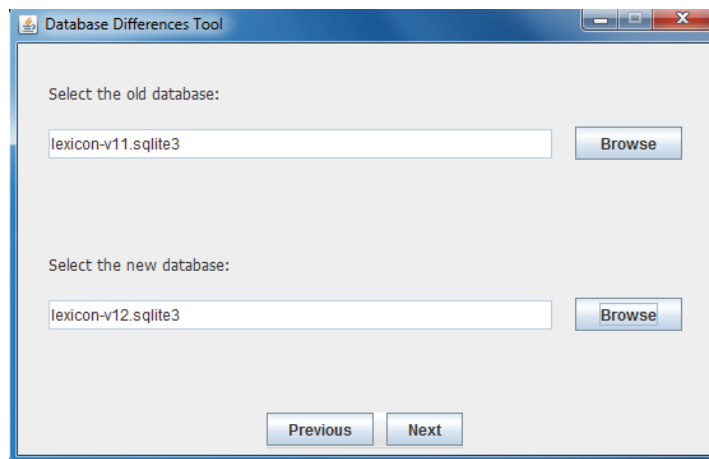 Database Differences Tool
Select the old database:
lexicon-v11.sqlite3 Browse
Select the new database:
lexicon-v12.sqlite3 Browse
Previous Next